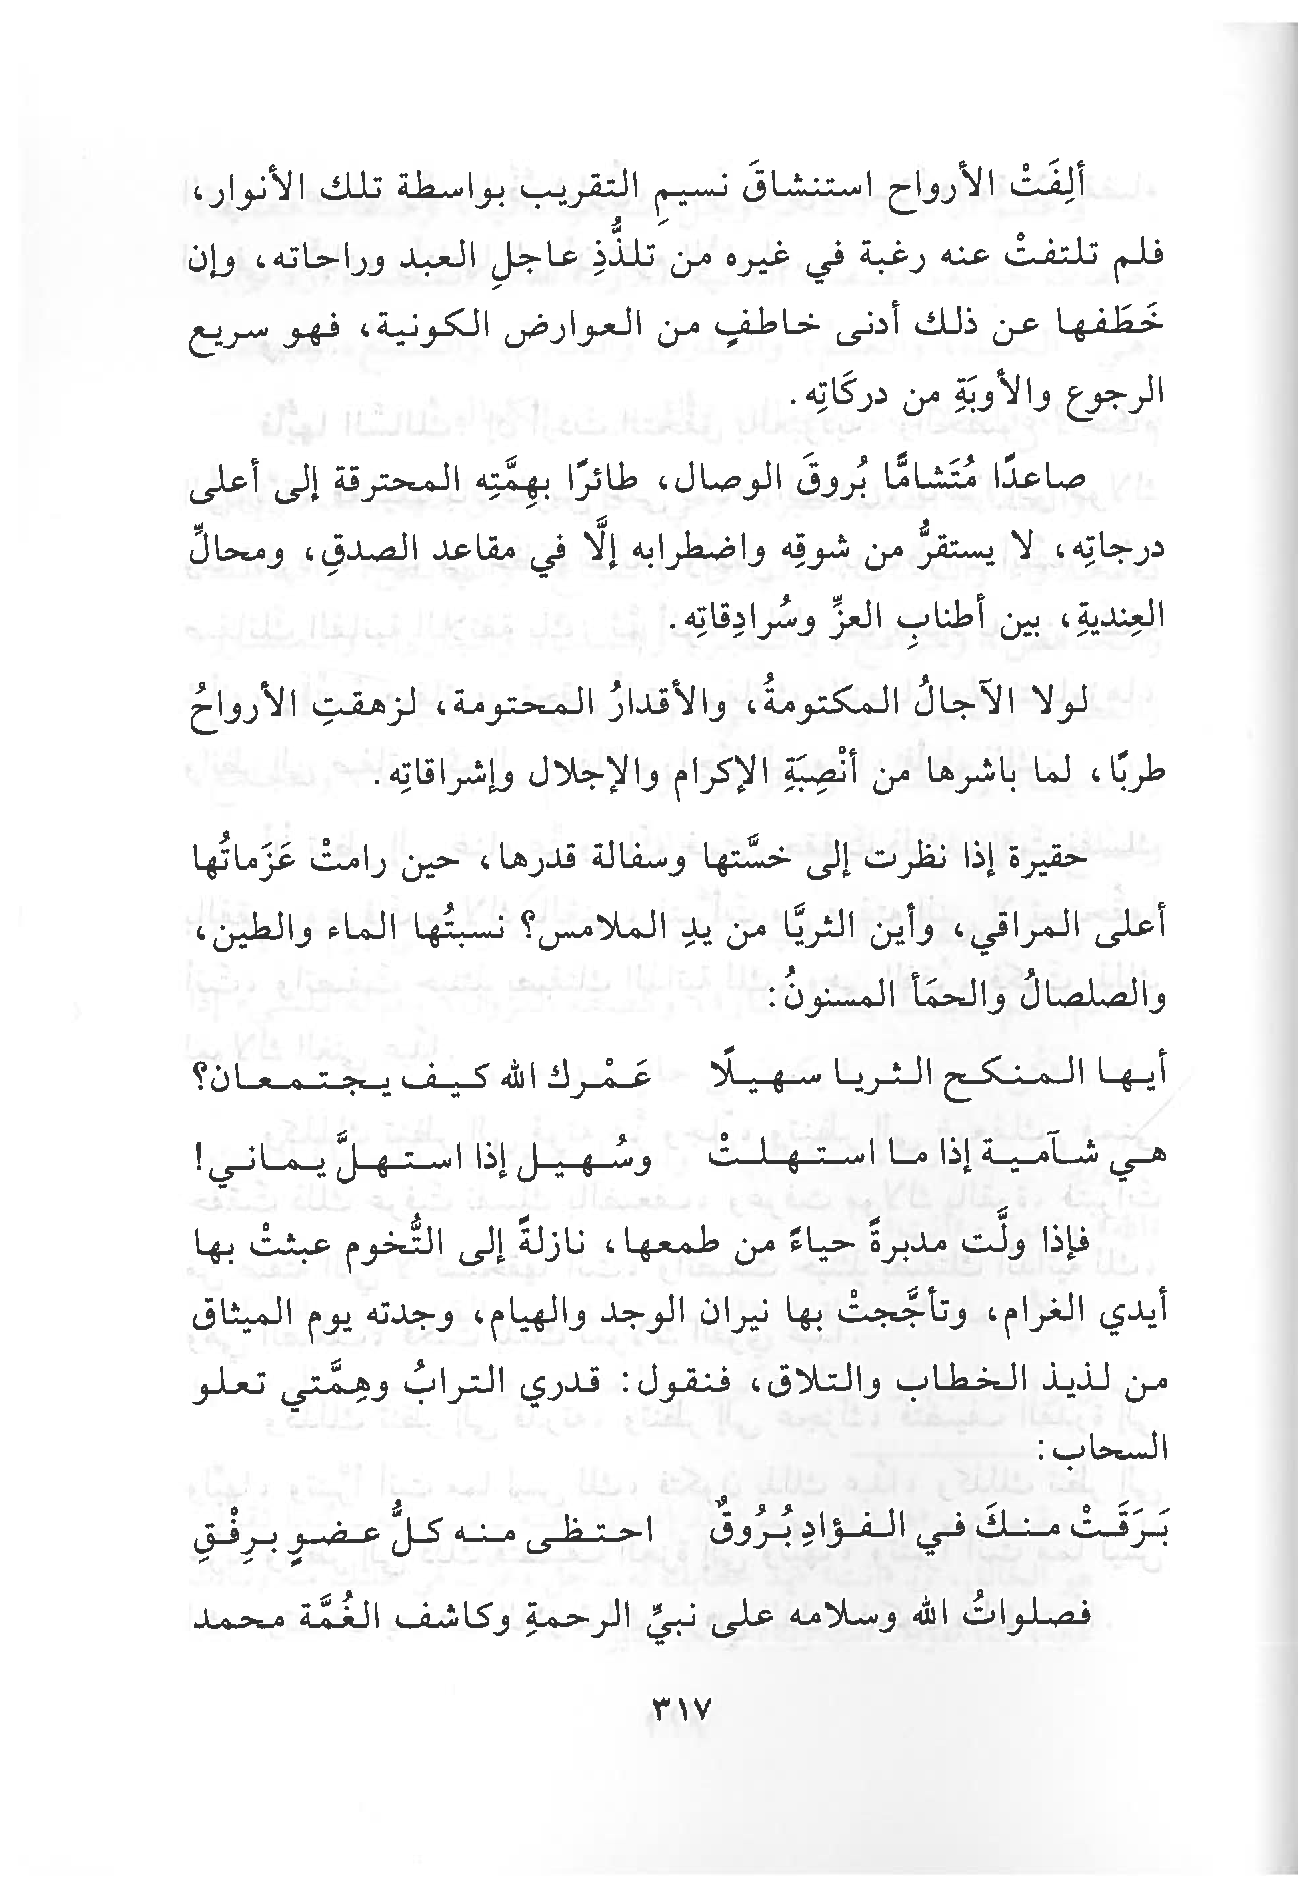 ألِفَتْ الأرواح استنشاقَ نسيمِ التقريب بواسطة تلك الأنوار،
فلم تلتفتْ عنه رغبة في غيره من تلذُّذِ عاجلِ العبد وراحاته، وإن
خَطَفها عن ذلك أدنى خاطفٍ من العوارض الكونية، فهو سريع
الرجوع والأوبَةِ من دركَاتِه.
صاعدًا مُتَشامًّا بُروقَ الوصال، طائرًا بهِمَّتِه المحترقة إلى أعلى
درجاتِه، لا يستقرُّ من شوقِه واضطرابه إلَّا في مقاعد الصدقِ، ومحالِّ
العِنديةِ، بين أطنابِ العزِّ وسُرادِقاتِه.
لولا الآجالُ المكتومةُ، والأقدارُ المحتومة، لزهقتِ الأرواحُ
طربًا، لما باشرها من أنْصِبَةِ الإكرام والإجلال وإشراقاتِه.
حقيرة إذا نظرت إلى خسَّتها وسفالة قدرها، حين رامتْ عَزَماتُها
أعلى المراقي، وأين الثريَّا من يدِ الملامس؟ نسبتُها الماء والطين،
والصلصالُ والحمَأ المسنونُ:
أيها المنكح الثريا سهيلًا عَمْرك الله كيف يجتمعان؟
هي شآمية إذا ما استهلتْ وسُهيل إذا استهلَّ يماني!
فإذا ولَّت مدبرةً حياءً من طمعها، نازلةً إلى التُّخوم عبثتْ بها
أيدي الغرام، وتأجَّجتْ بها نيران الوجد والهيام، وجدته يوم الميثاق
من لذيذ الخطاب والتلاق، فنقول: قدري الترابُ وهِمَّتي تعلو
السحاب:
بَرَقَتْ منكَ في الفؤادِ بُرُوقٌ احتظى منه كلُّ عضوٍ برِفْقِ
فصلواتُ الله وسلامه على نبيِّ الرحمةِ وكاشف الغُمَّة محمد
٣١٧